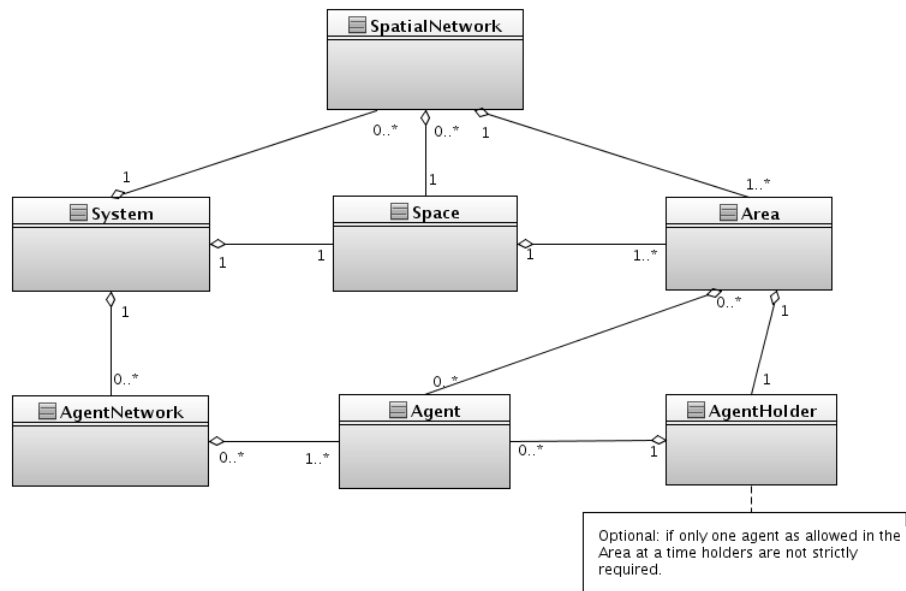 SpatialNetwork
0..*
0..*
1
1
1
1..*
System
Space
Area
1
1
1
1..*
1
0..*
1
0..*
0..*
1
AgentNetwork
Agent
AgentHolder
0..*
1..*
0..*
1
Optional: if only one agent as allowed in the
Area at a time holders are not strictly
required.